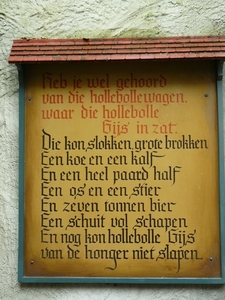 Heb je wel gehoord
van die hollebollewagen,
waar die hollebolle
Gijs in zat.
Die kon slokken, grote brokken
Een koe en een kalf
En een heel paard half
Een os en een stier
En zeven tonnen bier
Een schuit vol schapen
En nog kon hollebolle Gijs
van de honger niet slapen.